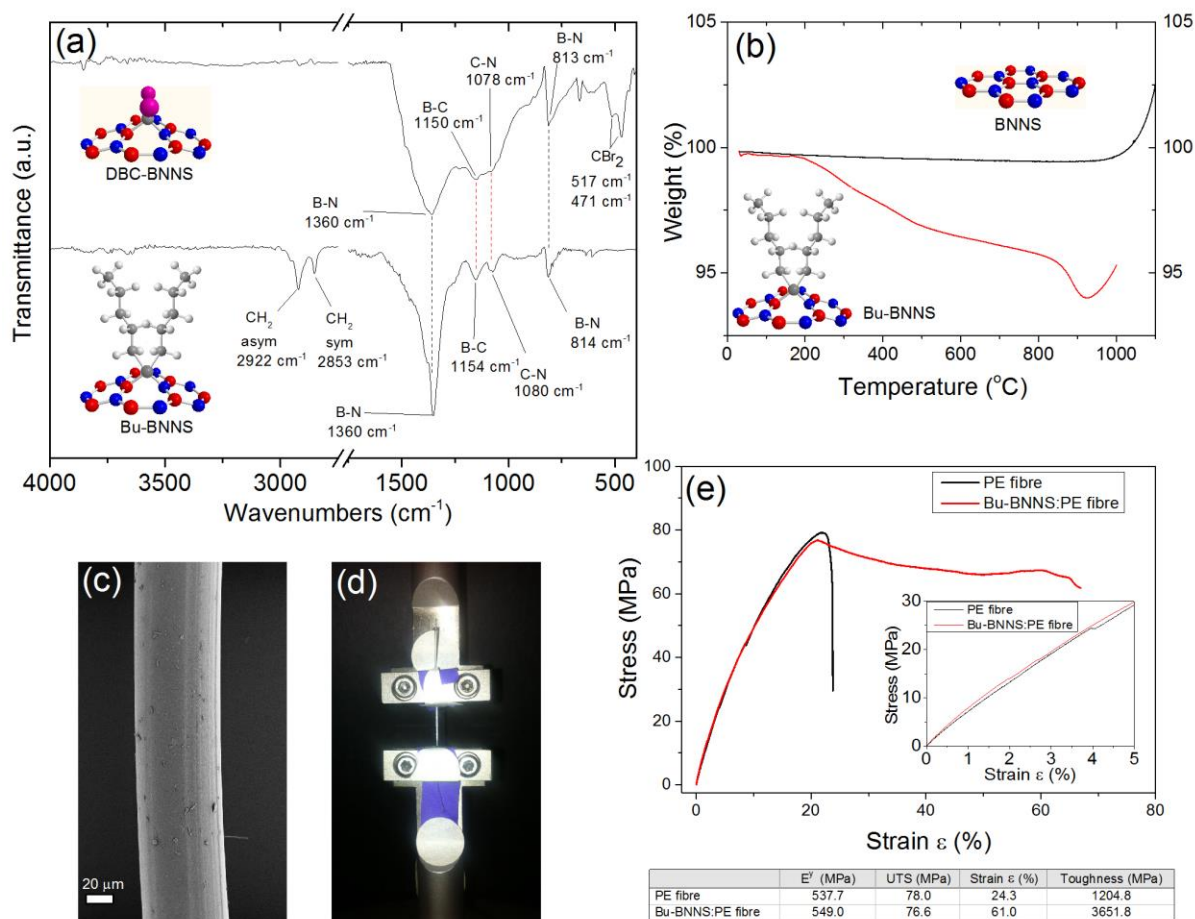 (a)
Transmittance (a.u.)
DBC-BNNS
B-N
1360 cm-1
B-C
1150 cm-1
C-N
1078 cm-1
B-N
813 cm-1
CBr2
517 cm-1
471 cm-1
CH2
asym
2922 cm-1
CH2
sym
2853 cm-1
B-N
1360 cm-1
B-C
1154 cm-1
C-N
1080 cm-1
B-N
814 cm-1
Bu-BNNS
4000 3500 3000 1500 1000 500
Wavenumbers (cm-1)
(b)
105 105
100 100
95 95
Weight (%)
BNNS
Bu-BNNS
0 200 400 600 800 1000
Temperature (oC)
(c)
20 μm
(d)
(e)
Stress (MPa)
100
80
60
40
20
0
PE fibre
Bu-BNNS:PE fibre
30
20
10
0
Stress (MPa)
PE fibre
Bu-BNNS:PE fibre
0 1 2 3 4 5
Strain ε (%)
0 20 40 60 80
Strain ε (%)
Ey (MPa) UTS (MPa) Strain ε (%) Toughness (MPa)
PE fibre 537.7 78.0 24.3 1204.8
Bu-BNNS:PE fibre 549.0 76.6 61.0 3651.8